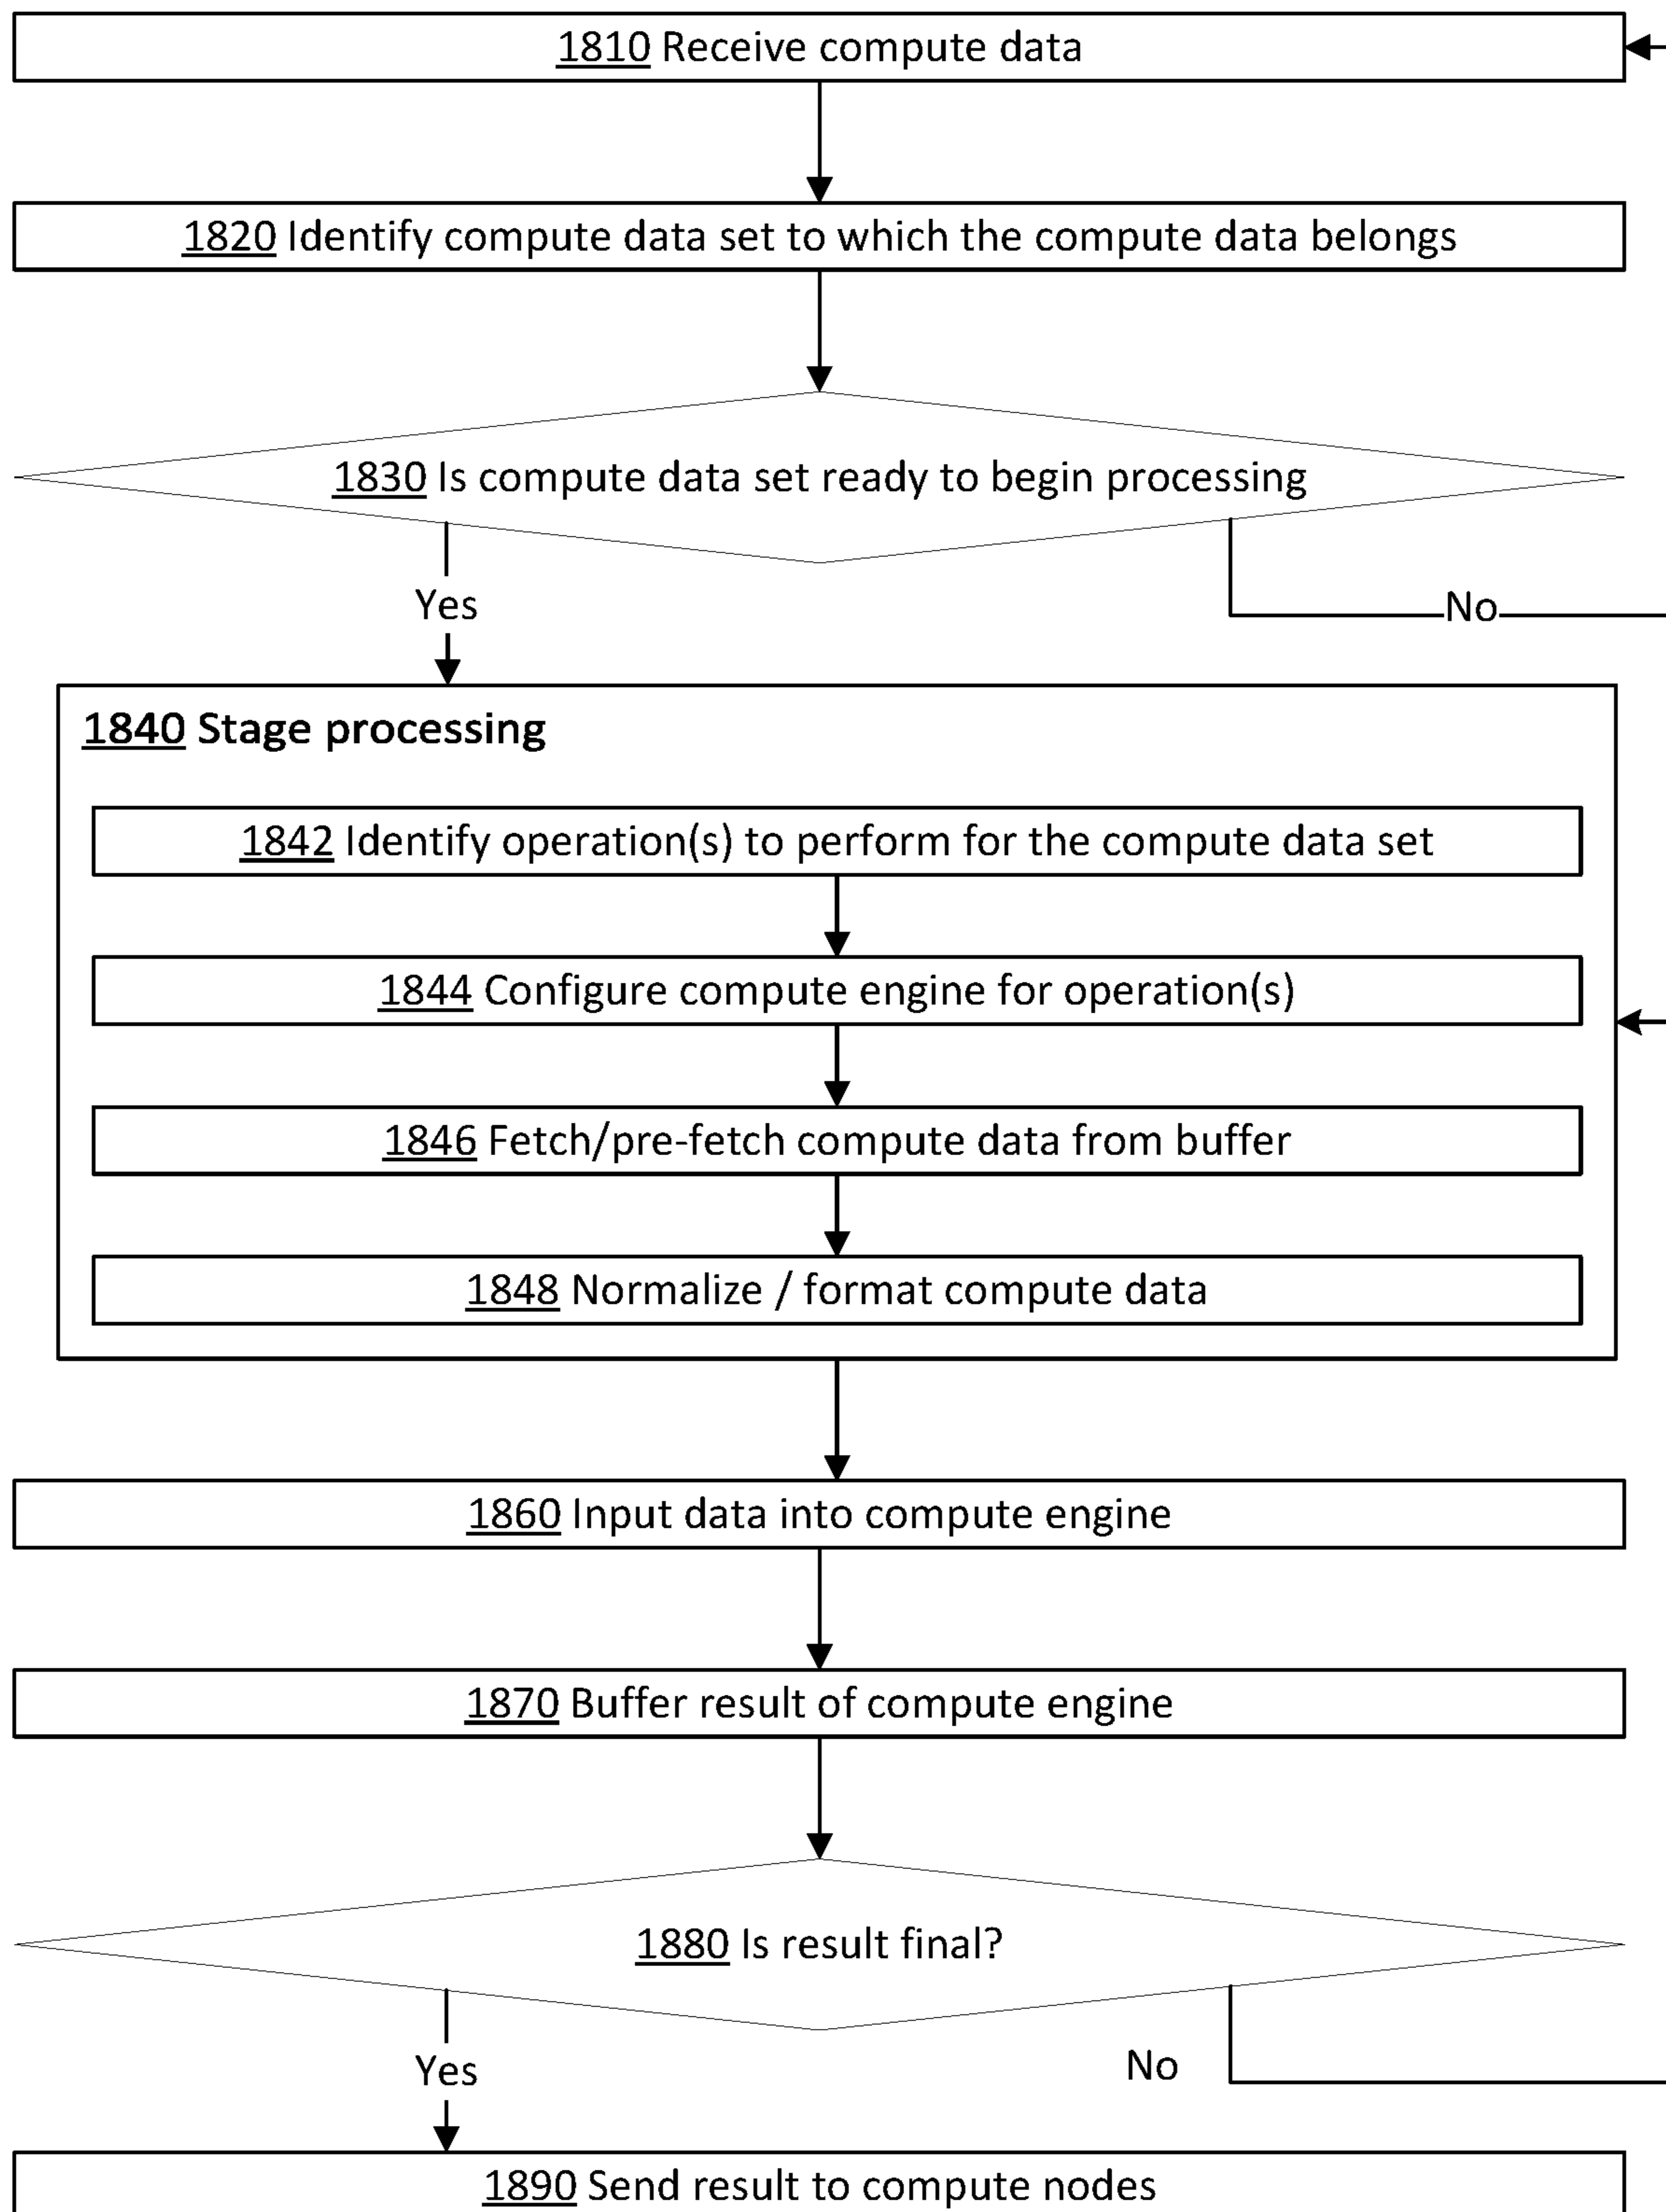 1810 Receive compute data
1820 Identify compute data set to which the compute data belongs
1830 Is compute data set ready to begin processing
Yes
No
1840 Stage processing
1842 Identify operation(s) to perform for the compute data set
1844 Configure compute engine for operation(s)
1846 Fetch/pre-fetch compute data from buffer
1848 Normalize / format compute data
1860 Input data into compute engine
1870 Buffer result of compute engine
1880 Is result final?
Yes
No
1890 Send result to compute nodes